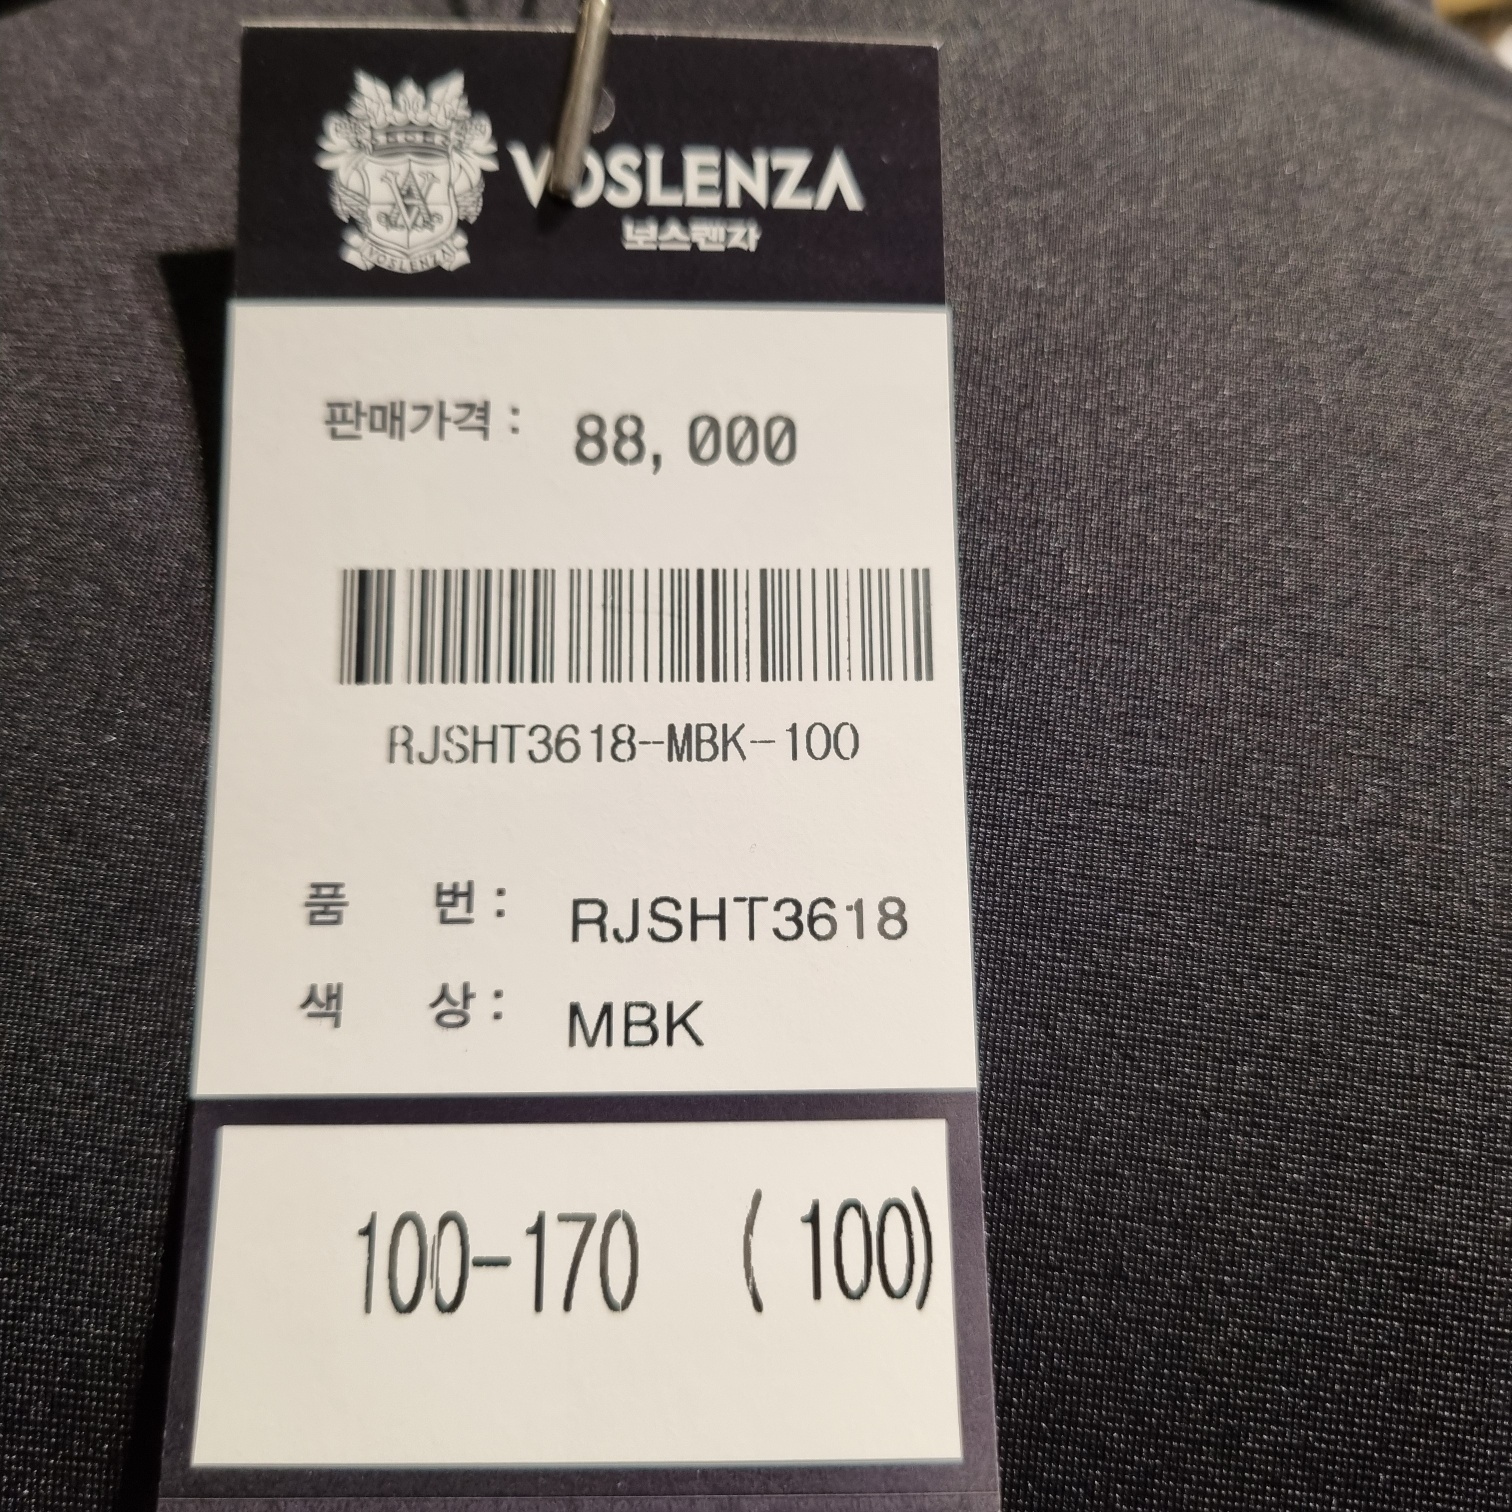 VOSLENZA
보스렌자
VOSLENZA
판매가격 : 88,000
RJSHT3618-MBK-100
품 번 : RJSHT3618
색 상 : MBK
100-170 ( 100)